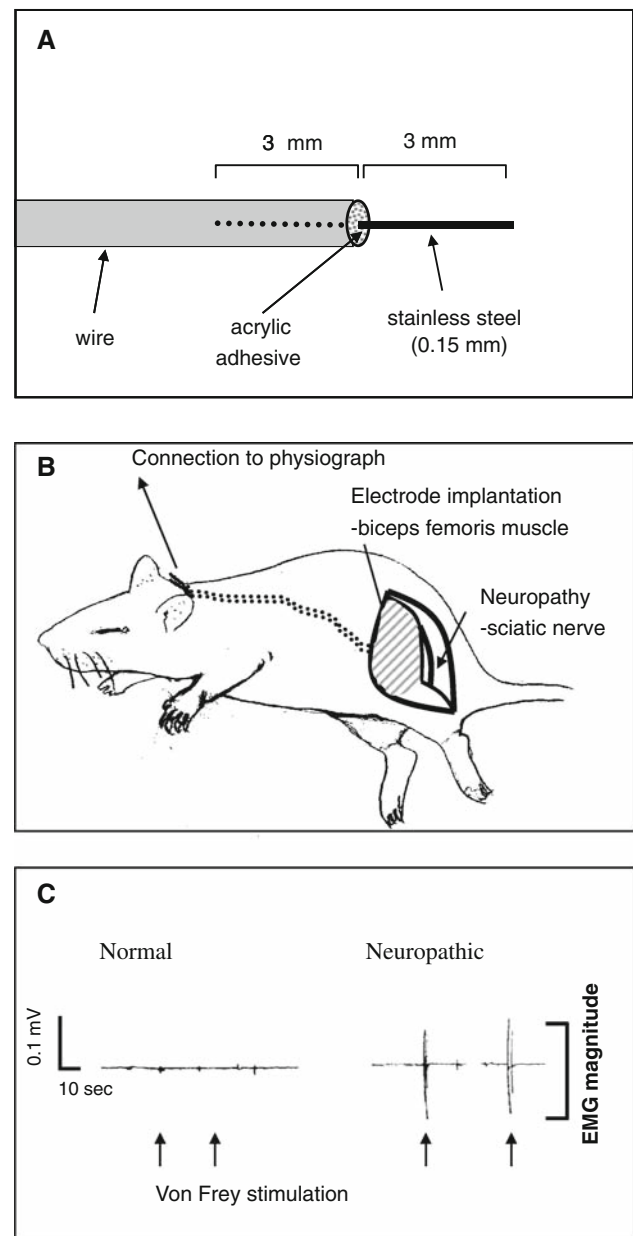 A
3 mm
3 mm
wire
acrylic
adhesive
stainless steel
(0.15 mm)
B
Connection to physiograph
Electrode implantation
-biceps femoris muscle
Neuropathy
-sciatic nerve
C
Normal
Neuropathic
0.1 mV
10 sec
EMG magnitude
Von Frey stimulation